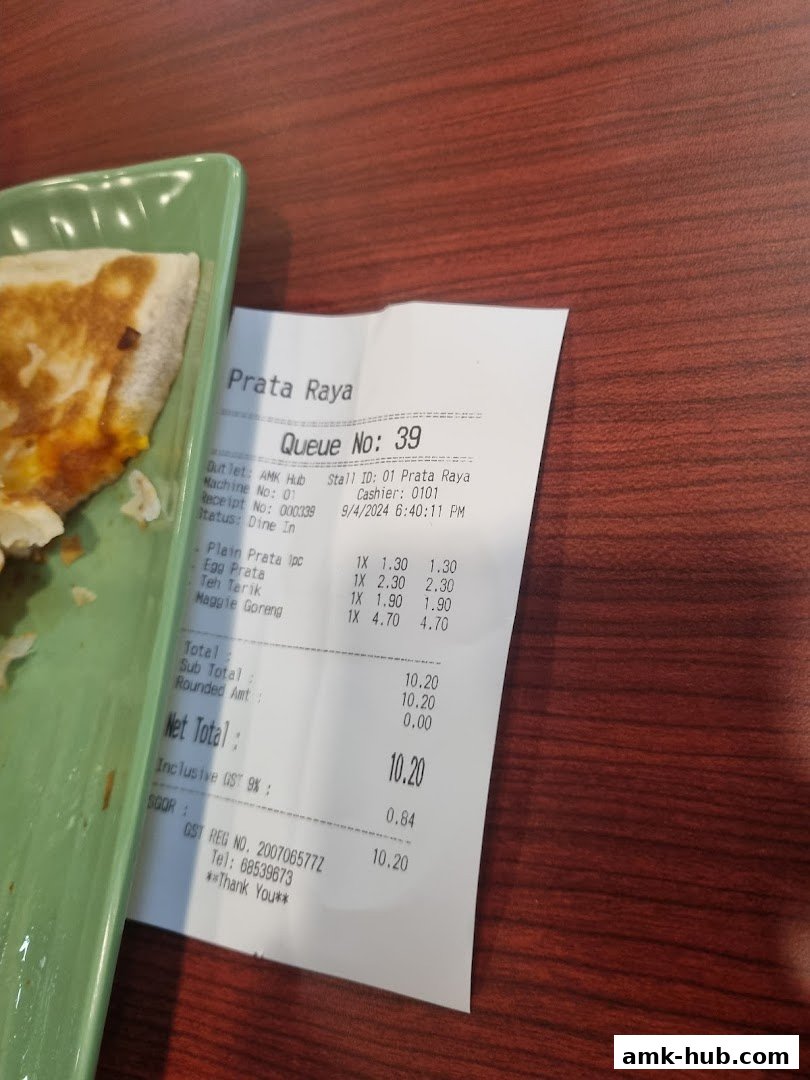 Prata Raya
Queue No: 39
Outlet: AMK Hub Stall ID: 01 Prata Raya
Machine No: 01 Cashier: 0101
Receipt No: 000339 9/4/2024 6:40:11 PM
Status: Dine In
. Plain Prata 1pc 1X 1.30 1.30
. Egg Prata 1X 2.30 2.30
. Teh Tarik 1X 1.90 1.90
. Maggie Goreng 1X 4.70 4.70
Total : 10.20
Sub Total : 10.20
Rounded Amt : 0.00
Net Total : 10.20
Inclusive GST 9% : 0.84
SGQR : 10.20
GST REG NO. 200706577Z
Tel: 68539673
**Thank You**
amk-hub.com